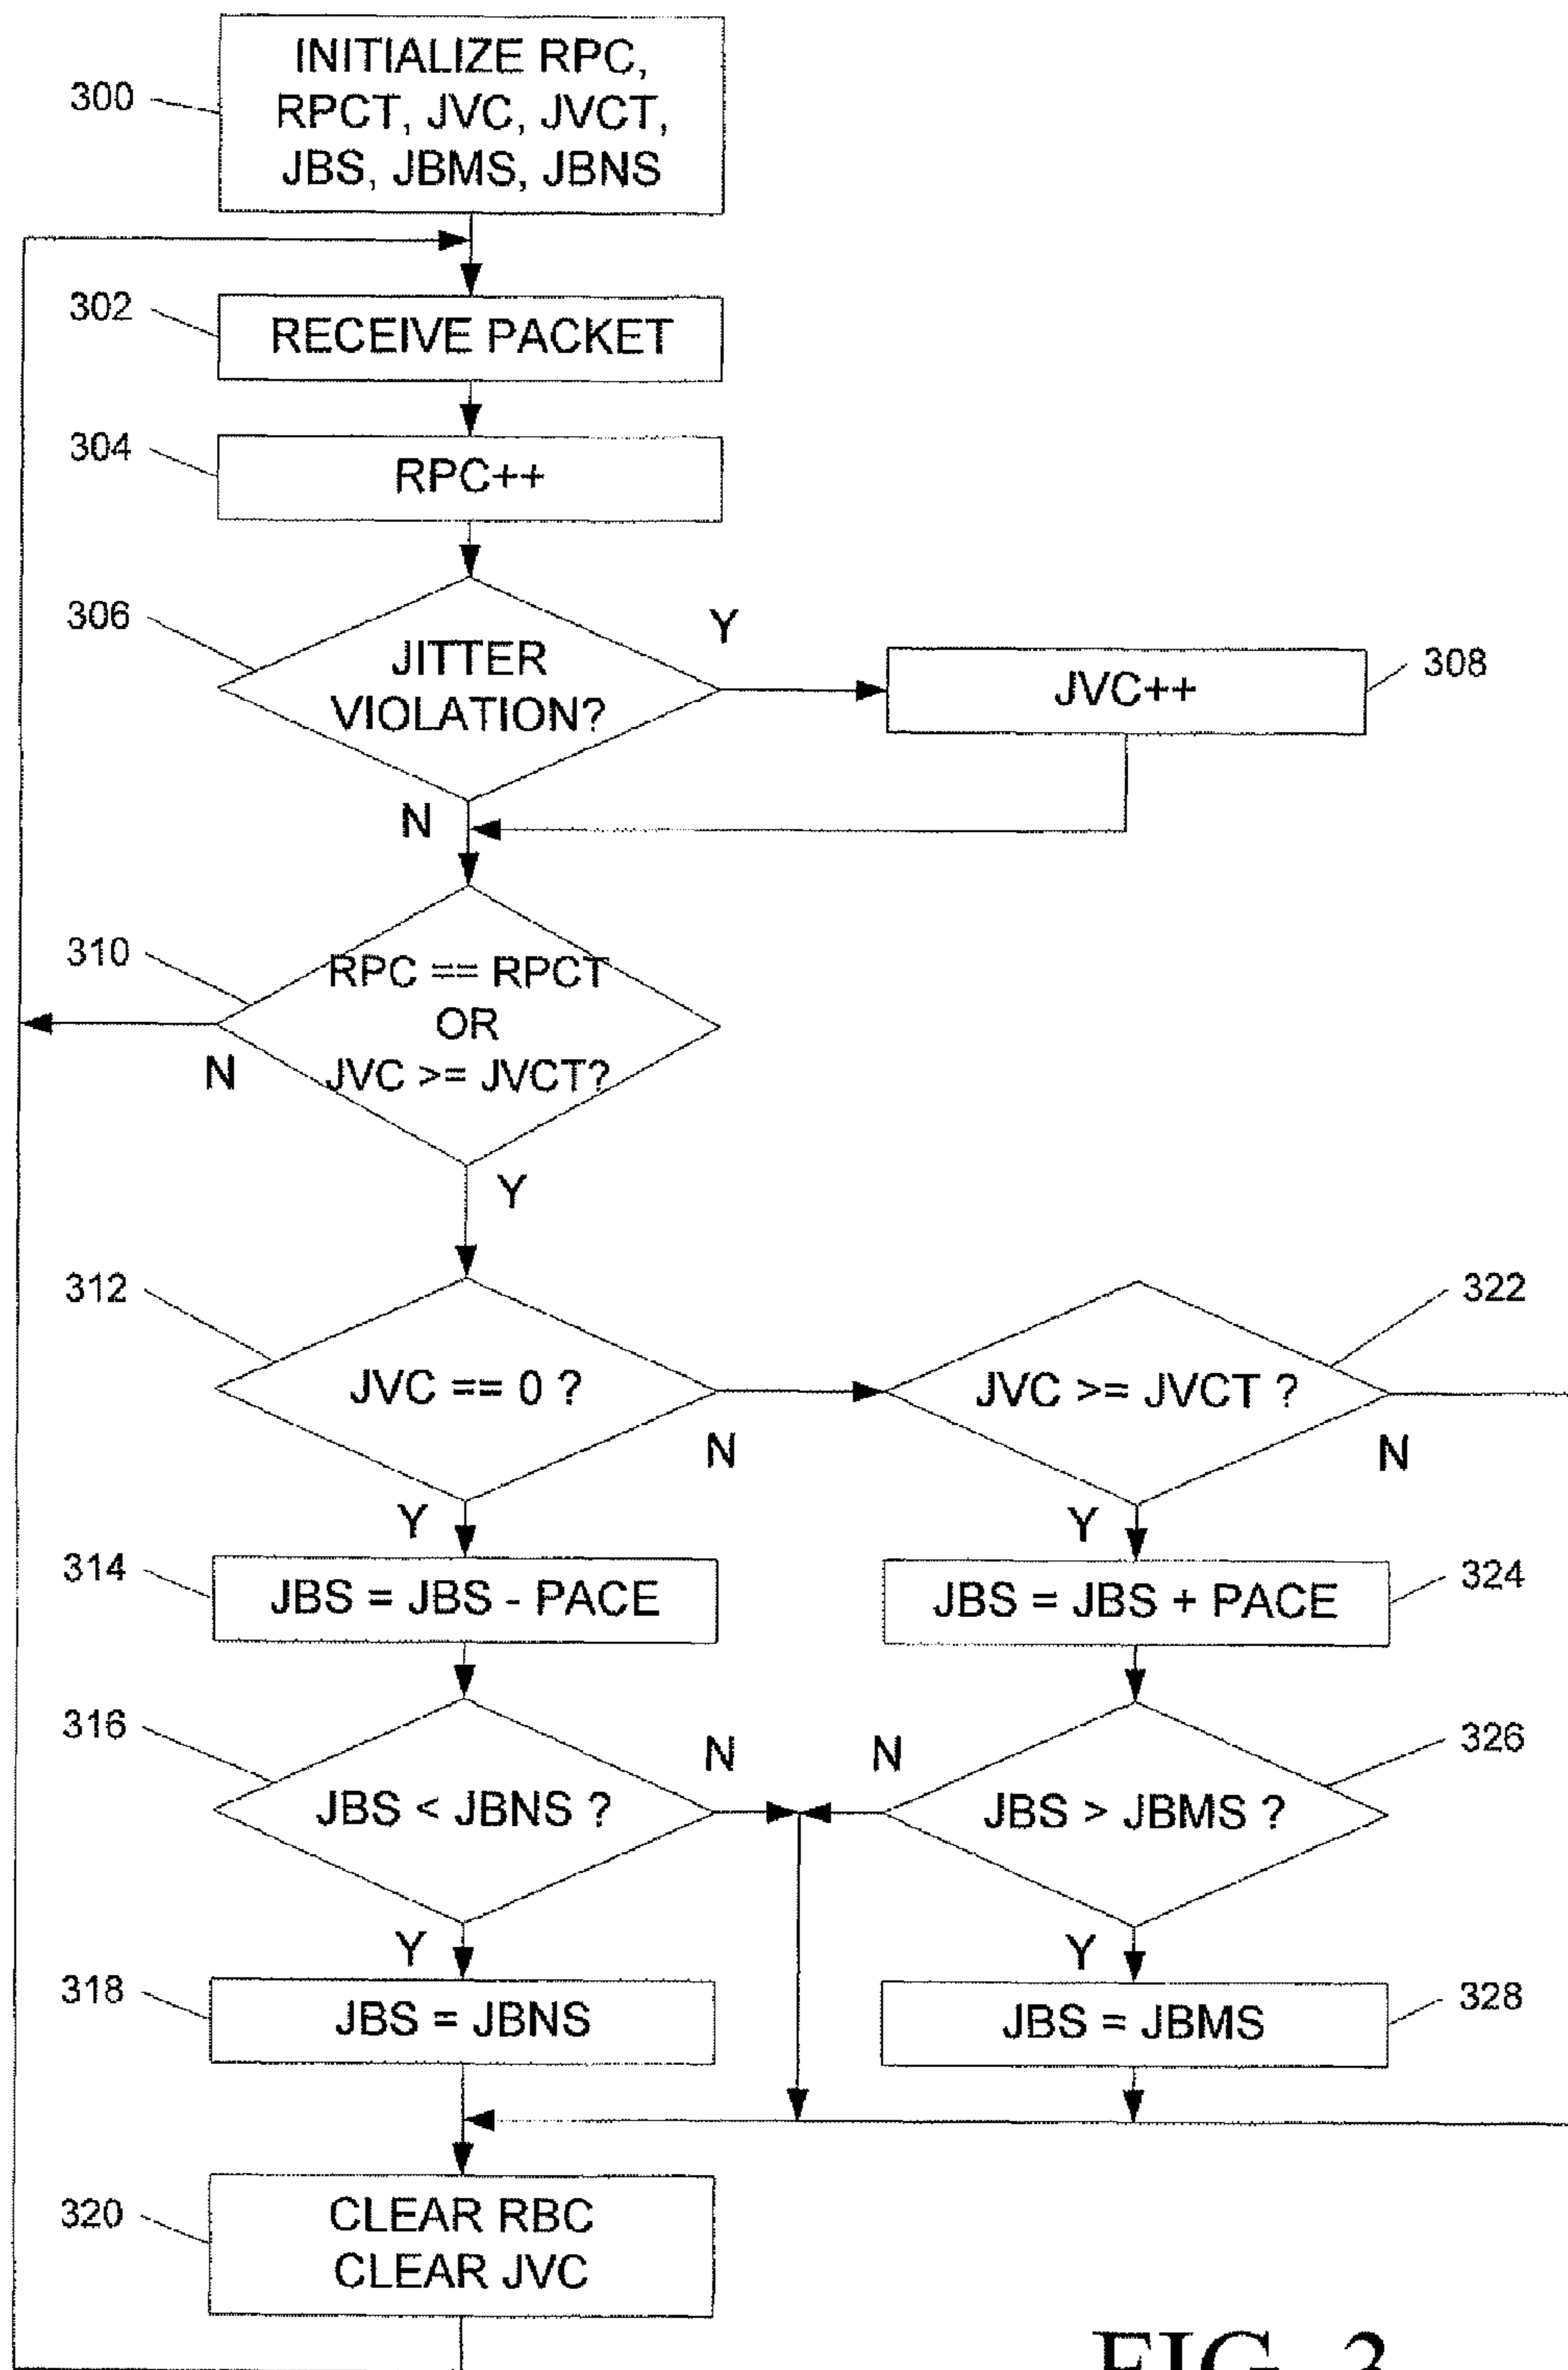 300
INITIALIZE RPC,
RPCT, JVC, JVCT,
JBS, JBMS, JBNS
302
RECEIVE PACKET
304
RPC++
306
JITTER
VIOLATION?
Y
N
JVC++
308
310
RPC == RPCT
OR
JVC >= JVCT?
N
Y
312
JVC == 0 ?
N
Y
322
JVC >= JVCT ?
N
Y
314
JBS = JBS - PACE
324
JBS = JBS + PACE
316
JBS < JBNS ?
N
Y
326
JBS > JBMS ?
N
Y
318
JBS = JBNS
328
JBS = JBMS
320
CLEAR RBC
CLEAR JVC
FIG. 3